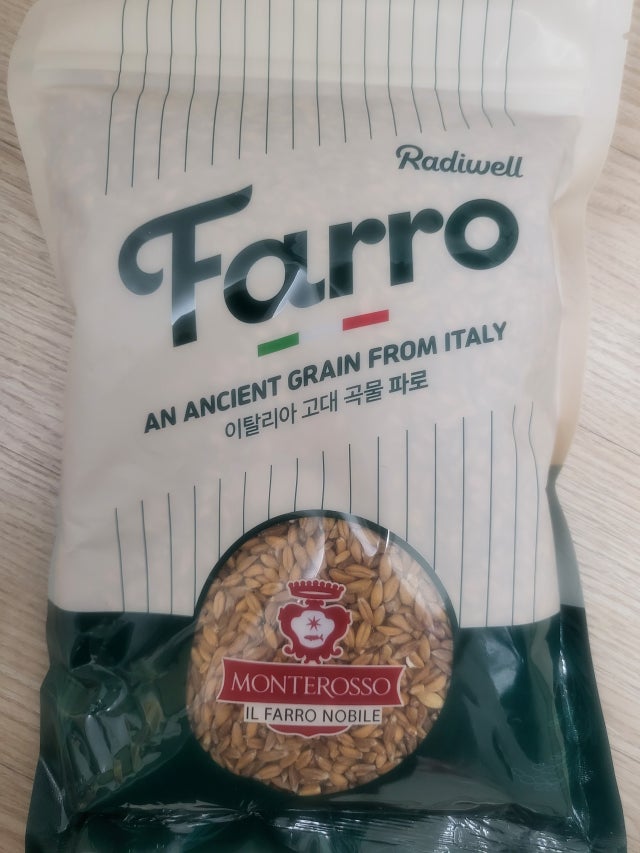 Radiwell
Farro
AN ANCIENT GRAIN FROM ITALY
이탈리아 고대 곡물 파로
MONTEROSSO
IL FARRO NOBILE